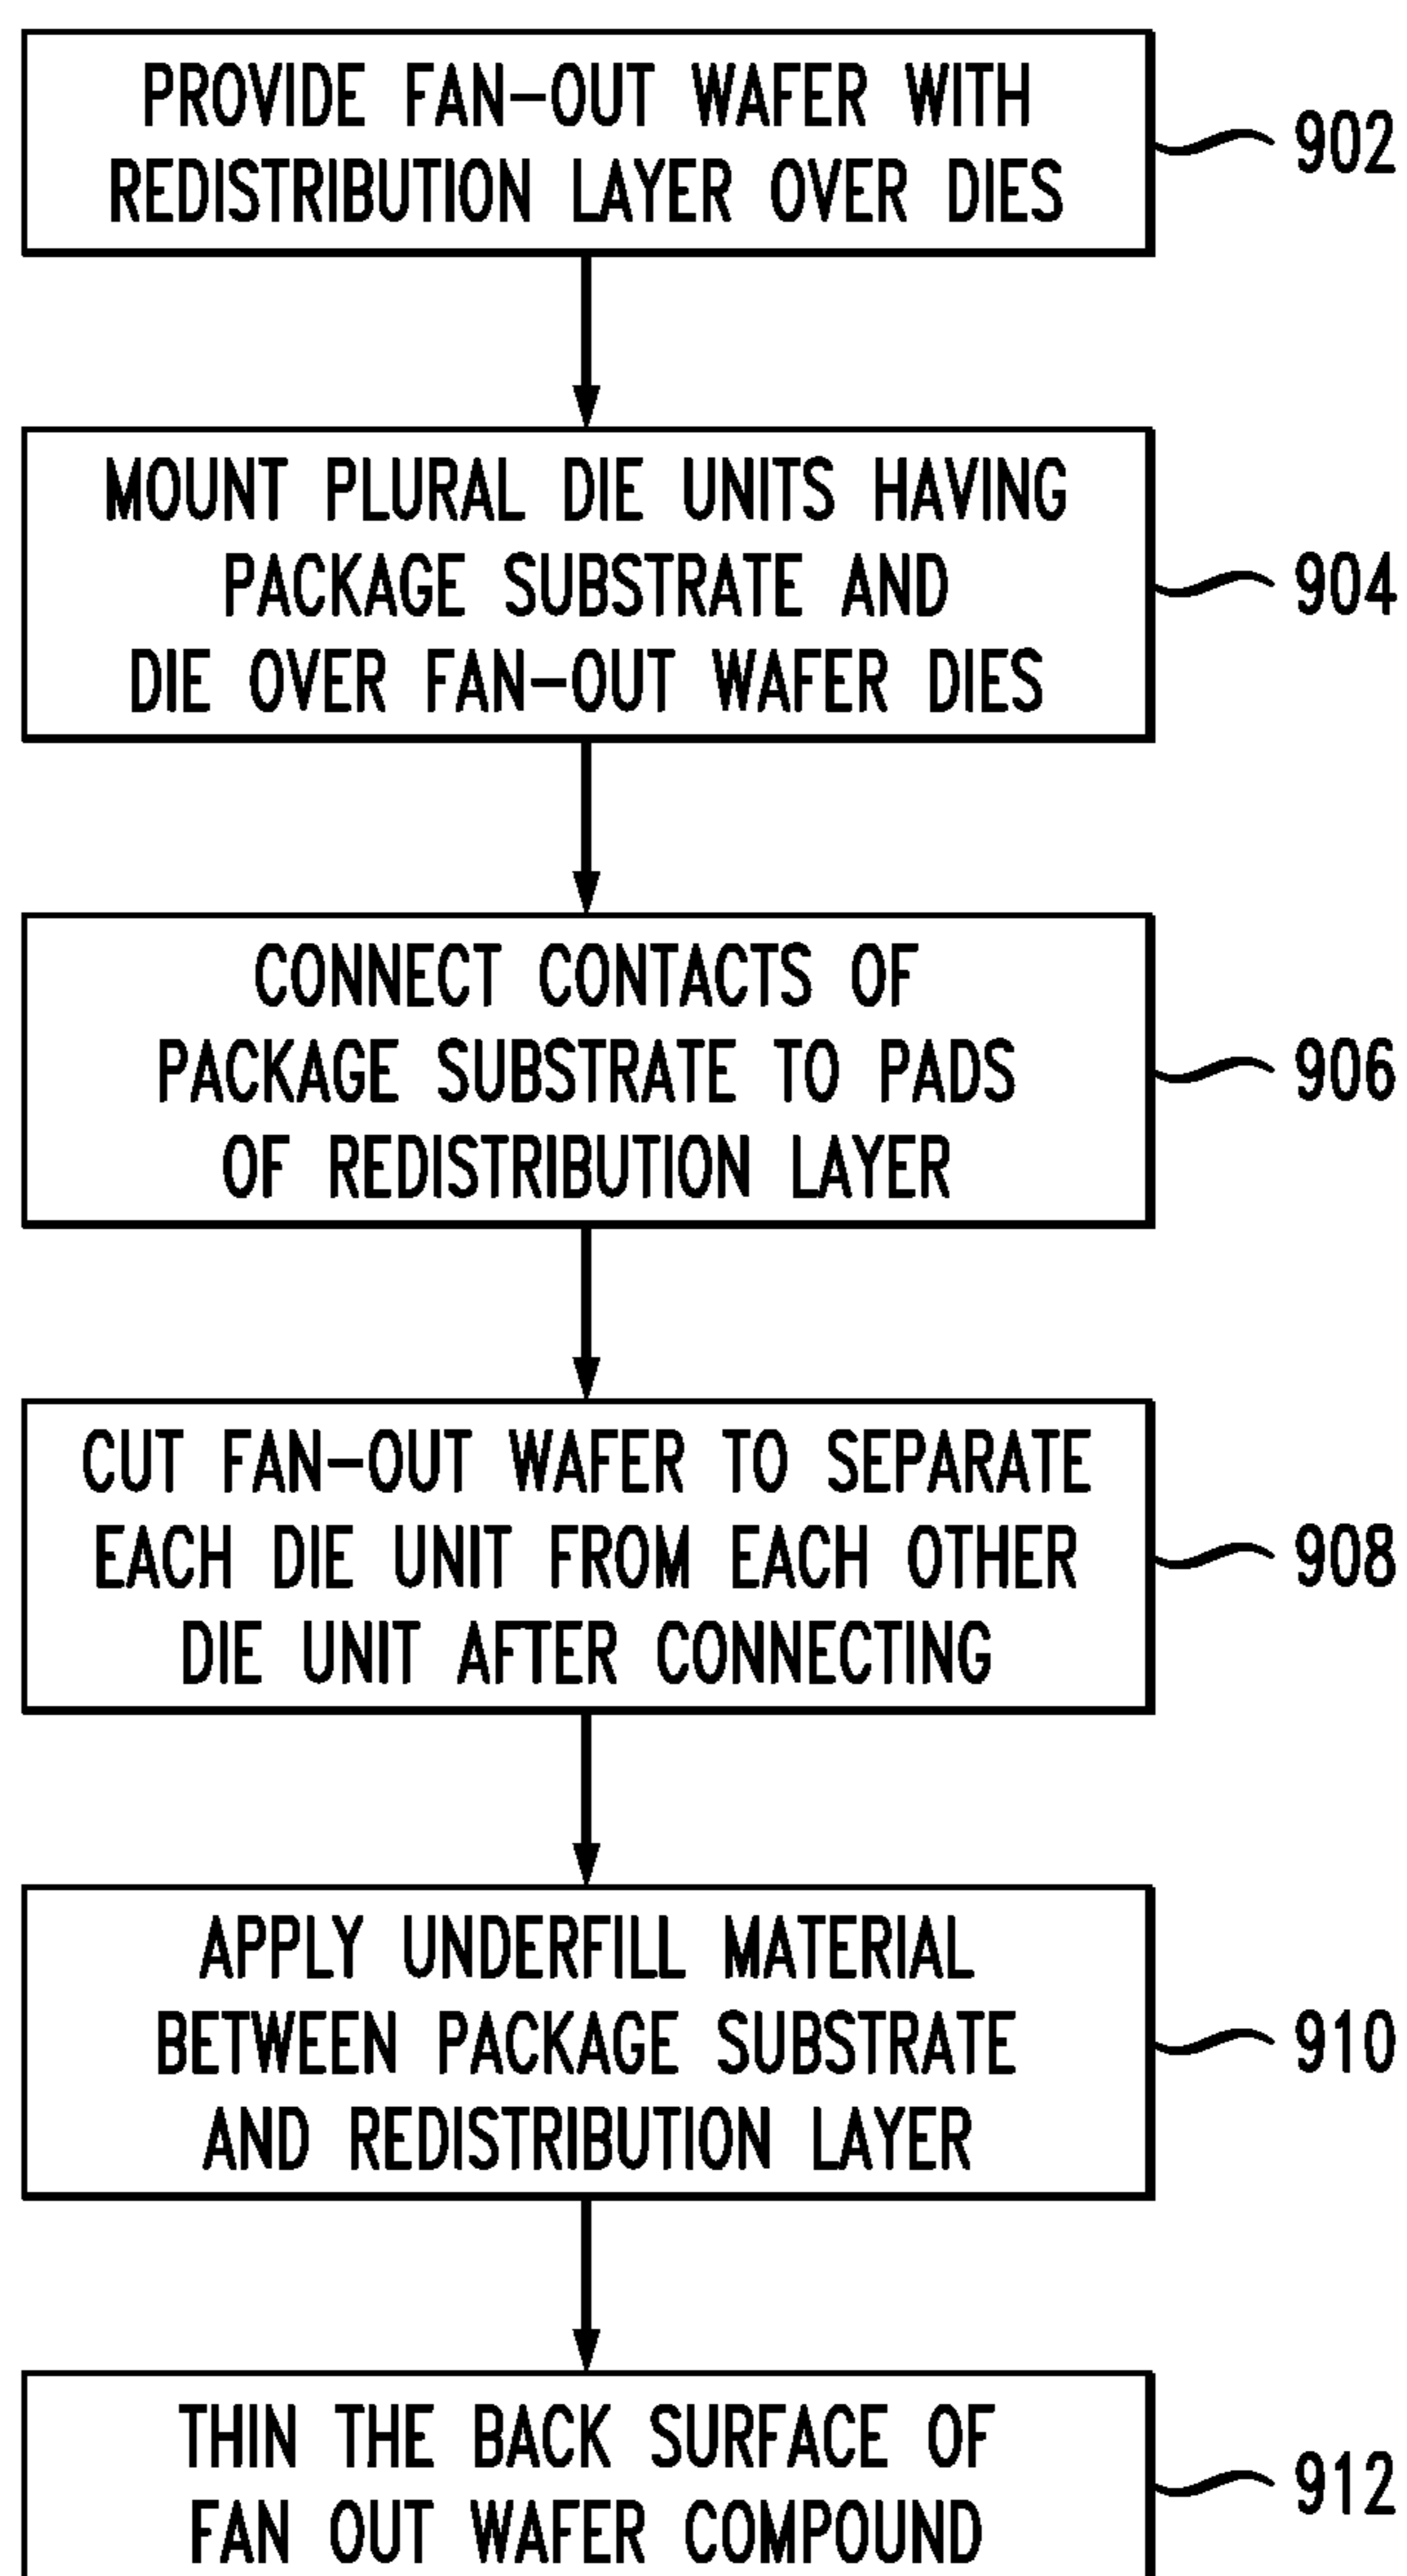 PROVIDE FAN-OUT WAFER WITH
REDISTRIBUTION LAYER OVER DIES
902
MOUNT PLURAL DIE UNITS HAVING
PACKAGE SUBSTRATE AND
DIE OVER FAN-OUT WAFER DIES
904
CONNECT CONTACTS OF
PACKAGE SUBSTRATE TO PADS
OF REDISTRIBUTION LAYER
906
CUT FAN-OUT WAFER TO SEPARATE
EACH DIE UNIT FROM EACH OTHER
DIE UNIT AFTER CONNECTING
908
APPLY UNDERFILL MATERIAL
BETWEEN PACKAGE SUBSTRATE
AND REDISTRIBUTION LAYER
910
THIN THE BACK SURFACE OF
FAN OUT WAFER COMPOUND
912